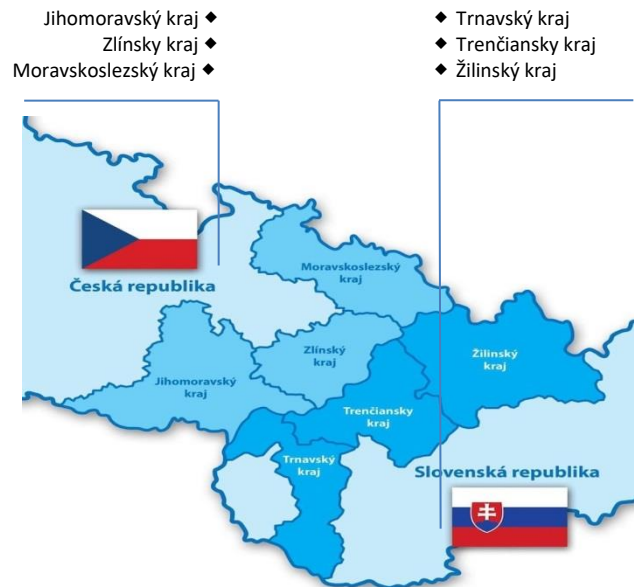 Jihomoravský kraj ◆
Zlínsky kraj ◆
Moravskoslezský kraj ◆
◆ Trnavský kraj
◆ Trenčiansky kraj
◆ Žilinský kraj
Moravskoslezský
kraj
Česká republika
Zlínský
kraj
Žilinský
kraj
Jihomoravský
kraj
Trenčiansky
kraj
Trnavský
kraj
Slovenská republika